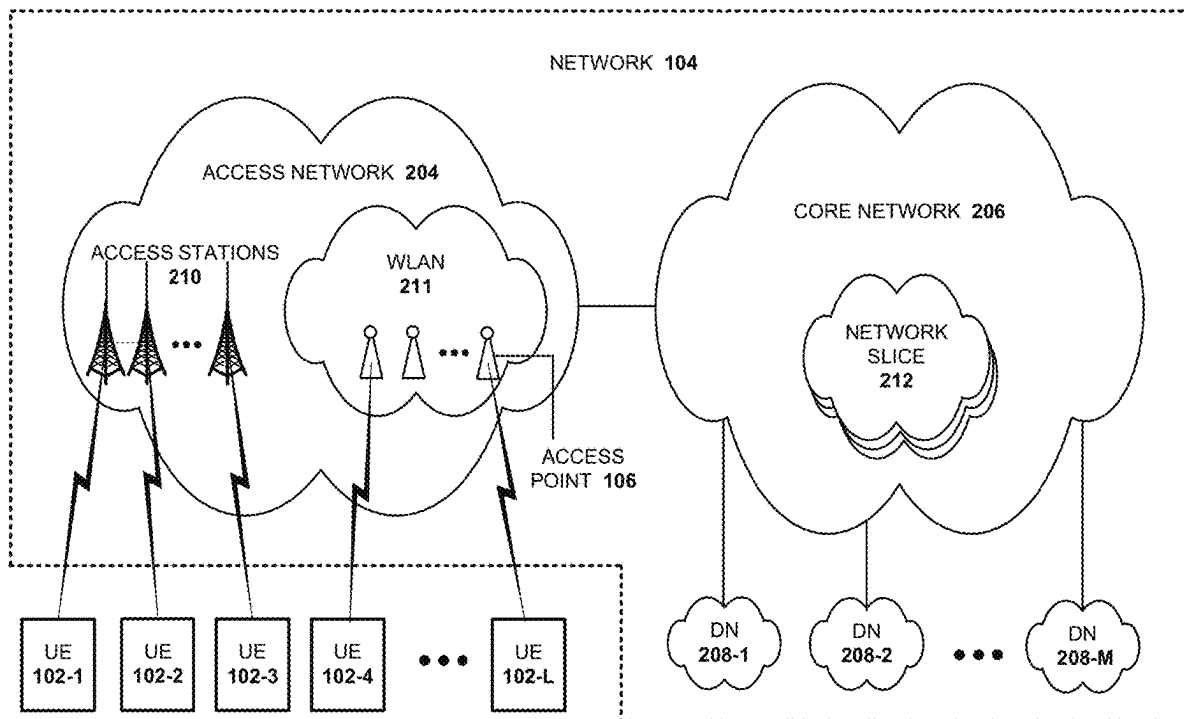 NETWORK 104
ACCESS NETWORK 204
CORE NETWORK 206
ACCESS STATIONS
210
WLAN
211
NETWORK
SLICE
212
ACCESS
POINT 106
UE
102-1
UE
102-2
UE
102-3
UE
102-4
UE
102-L
DN
208-1
DN
208-2
DN
208-M